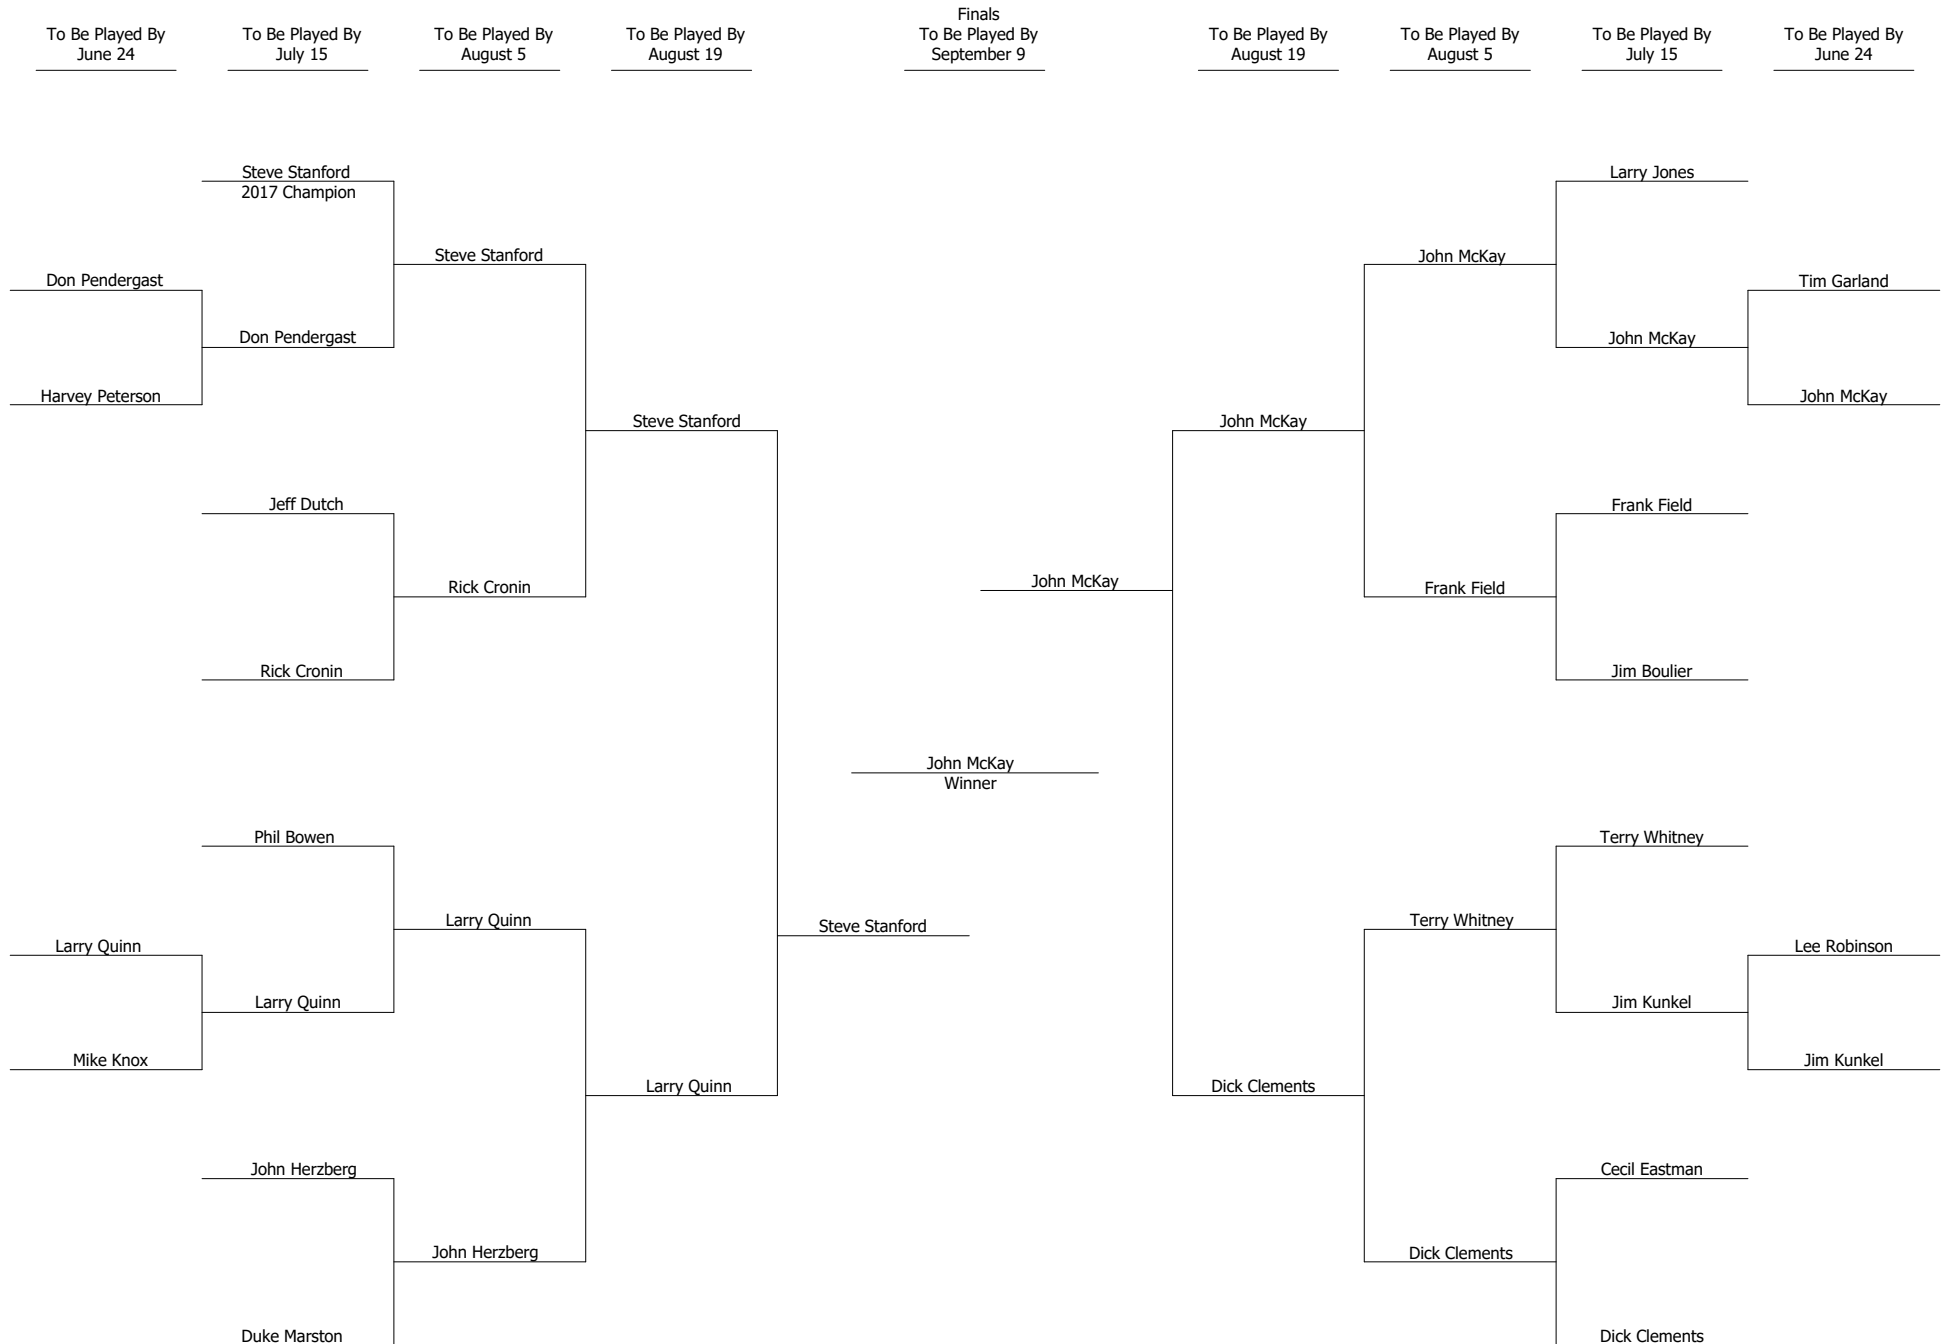 Finals
To Be Played By
June 24
To Be Played By
July 15
To Be Played By
August 5
To Be Played By
August 19
To Be Played By
September 9
To Be Played By
August 19
To Be Played By
August 5
To Be Played By
July 15
To Be Played By
June 24
Steve Stanford
2017 Champion
Larry Jones
Steve Stanford
John McKay
Don Pendergast
Tim Garland
Don Pendergast
John McKay
Harvey Peterson
John McKay
Steve Stanford
John McKay
Jeff Dutch
Frank Field
Rick Cronin
John McKay
Frank Field
Rick Cronin
Jim Boulier
John McKay
Winner
Phil Bowen
Terry Whitney
Larry Quinn
Steve Stanford
Terry Whitney
Larry Quinn
Lee Robinson
Larry Quinn
Jim Kunkel
Mike Knox
Jim Kunkel
Larry Quinn
Dick Clements
John Herzberg
Cecil Eastman
John Herzberg
Dick Clements
Duke Marston
Dick Clements